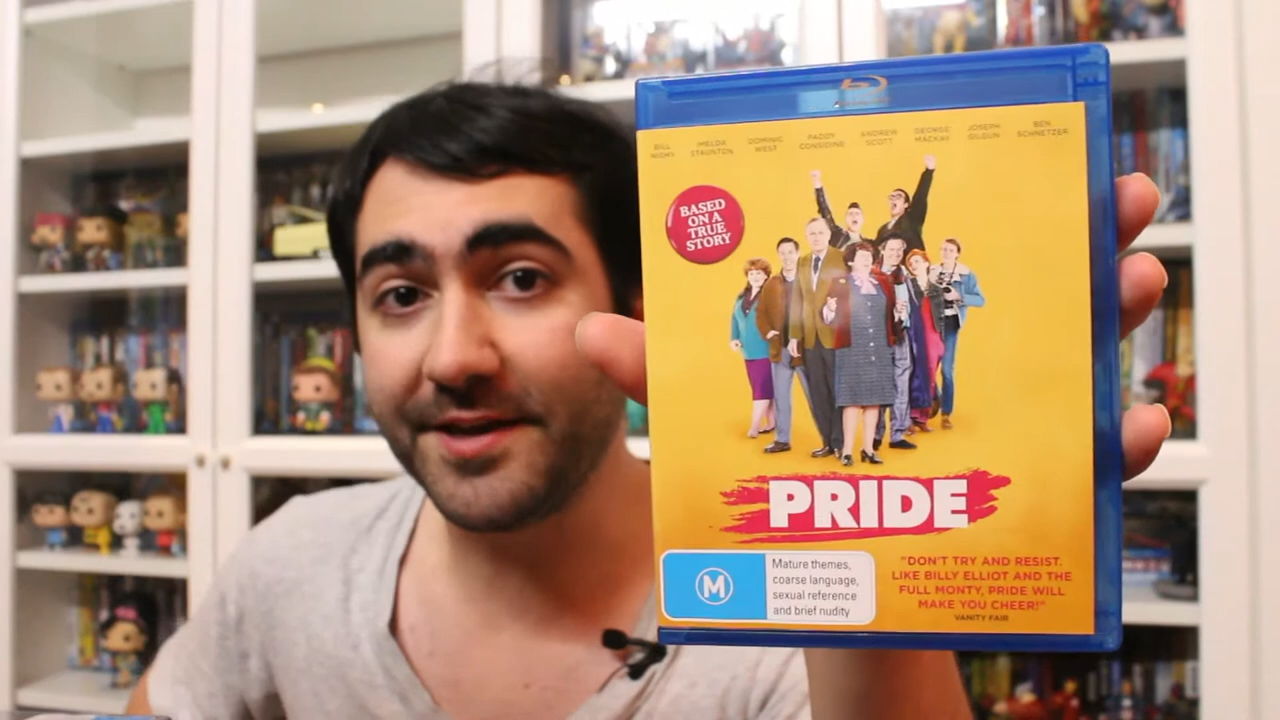 BILL NIGHY
IMELDA STAUNTON
DOMINIC WEST
PADDY CONSIDINE
ANDREW SCOTT
GEORGE MACKAY
JOSEPH GILGUN
BEN SCHNETZER
BASED
ON A
TRUE
STORY
PRIDE
M
Mature themes,
coarse language,
sexual reference
and brief nudity
"DON'T TRY AND RESIST.
LIKE BILLY ELLIOT AND THE
FULL MONTY, PRIDE WILL
MAKE YOU CHEER!"
VANITY FAIR